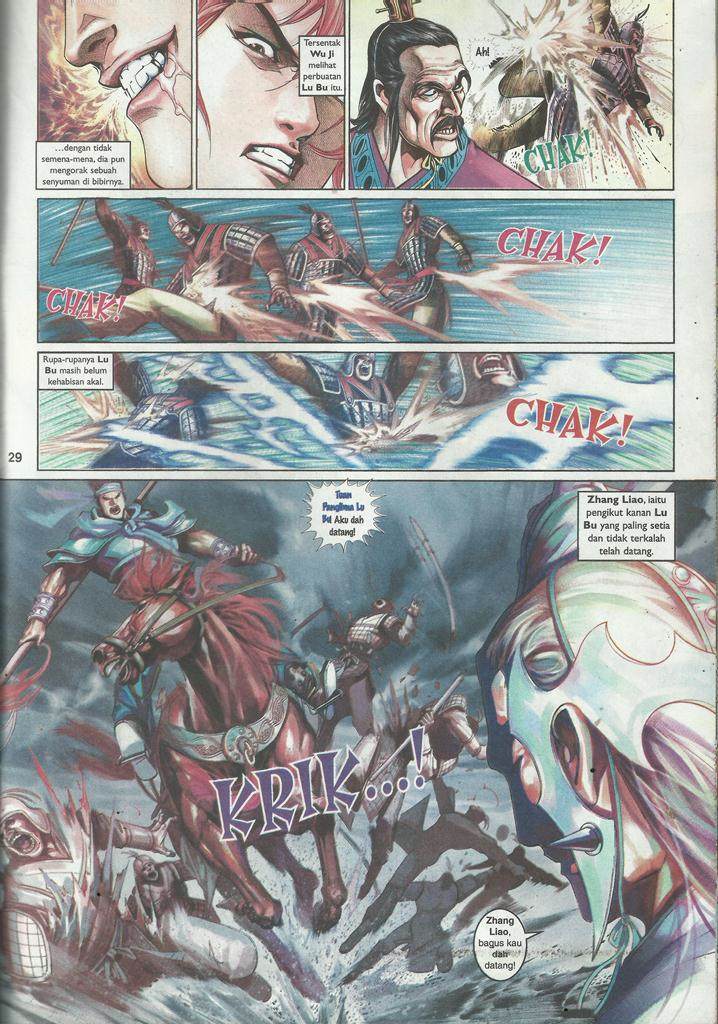 …dengan tidak
semena-mena, dia pun
mengorak sebuah
senyuman di bibirnya.
Tersentak
Wu Ji
melihat
perbuatan
Lu Bu itu.
Ah!
CHAK!
CHAK!
CHAK!
Rupa-rupanya Lu
Bu masih belum
kehabisan akal.
CHAK!
29
Tuan
Panglima Lu
Bu! Aku dah
datang!
Zhang Liao, iaitu
pengikut kanan Lu
Bu yang paling setia
dan tidak terkalah
telah datang.
KRIK...!
Zhang
Liao,
bagus kau
dah
datang!